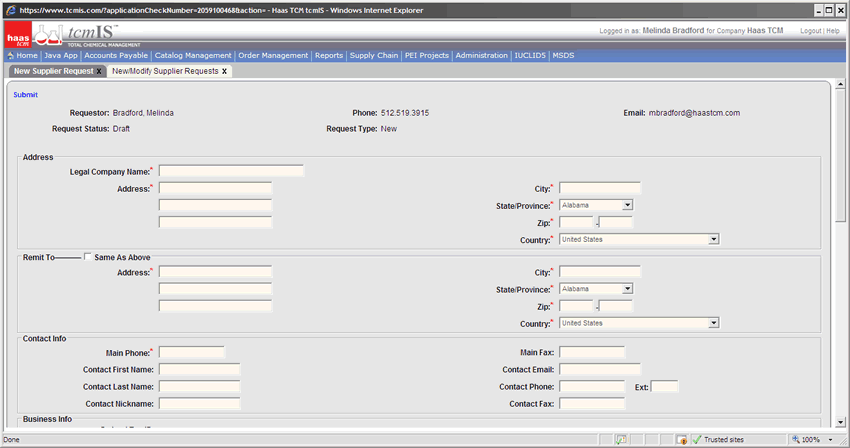 https://www.tcmis.com/?applicationCheckNumber=2059100468&action= - Haas TCM tcmIS - Windows Internet Explorer
haas TCM tcmIS™ TOTAL CHEMICAL MANAGEMENT
Logged in as: Melinda Bradford for Company Haas TCM Logout | Help
Home | Java App | Accounts Payable | Catalog Management | Order Management | Reports | Supply Chain | PEI Projects | Administration | IUCLID5 | MSDS
New Supplier Request X New/Modify Supplier Requests X
Submit
Requestor: Bradford, Melinda Phone: 512.519.3915 Email: mbradford@haastcm.com
Request Status: Draft Request Type: New
Address
Legal Company Name:*
Address:* City:*
State/Province:* Alabama
Zip:* -
Country:* United States
Remit To Same As Above
Address:* City:*
State/Province:* Alabama
Zip:* -
Country:* United States
Contact Info
Main Phone:* Main Fax:
Contact First Name: Contact Email:
Contact Last Name: Contact Phone: Ext:
Contact Nickname: Contact Fax:
Business Info
Done Trusted sites 100%